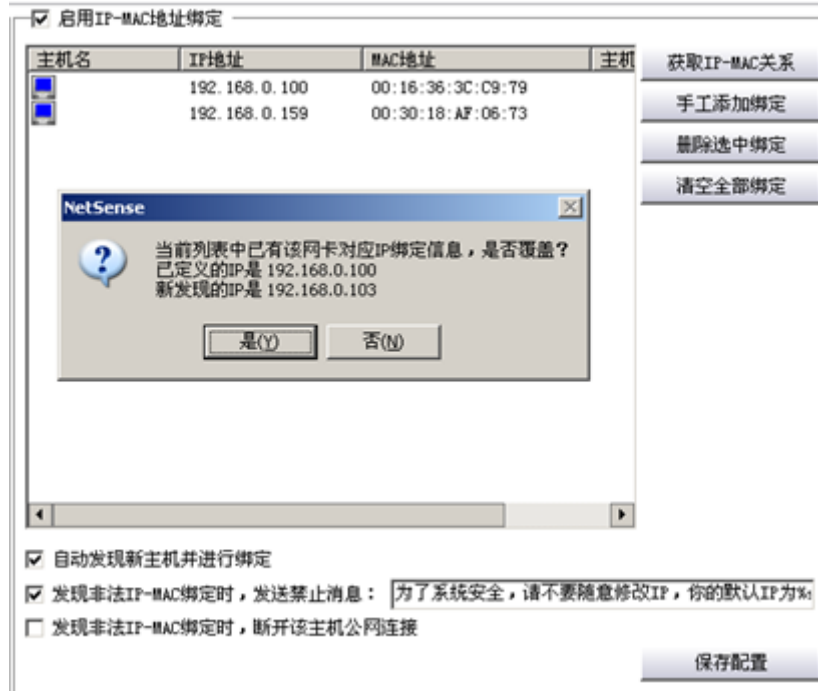 启用IP-MAC地址绑定
主机名 IP地址 MAC地址 主机
192.168.0.100 00:16:36:3C:C9:79
192.168.0.159 00:30:18:AF:06:73
获取IP-MAC关系
手工添加绑定
删除选中绑定
清空全部绑定
NetSense
当前列表中已有该网卡对应IP绑定信息，是否覆盖？
已定义的IP是 192.168.0.100
新发现的IP是 192.168.0.103
是(Y) 否(N)
自动发现新主机并进行绑定
发现非法IP-MAC绑定时，发送禁止消息： 为了系统安全，请不要随意修改IP，你的默认IP为%
发现非法IP-MAC绑定时，断开该主机公网连接
保存配置